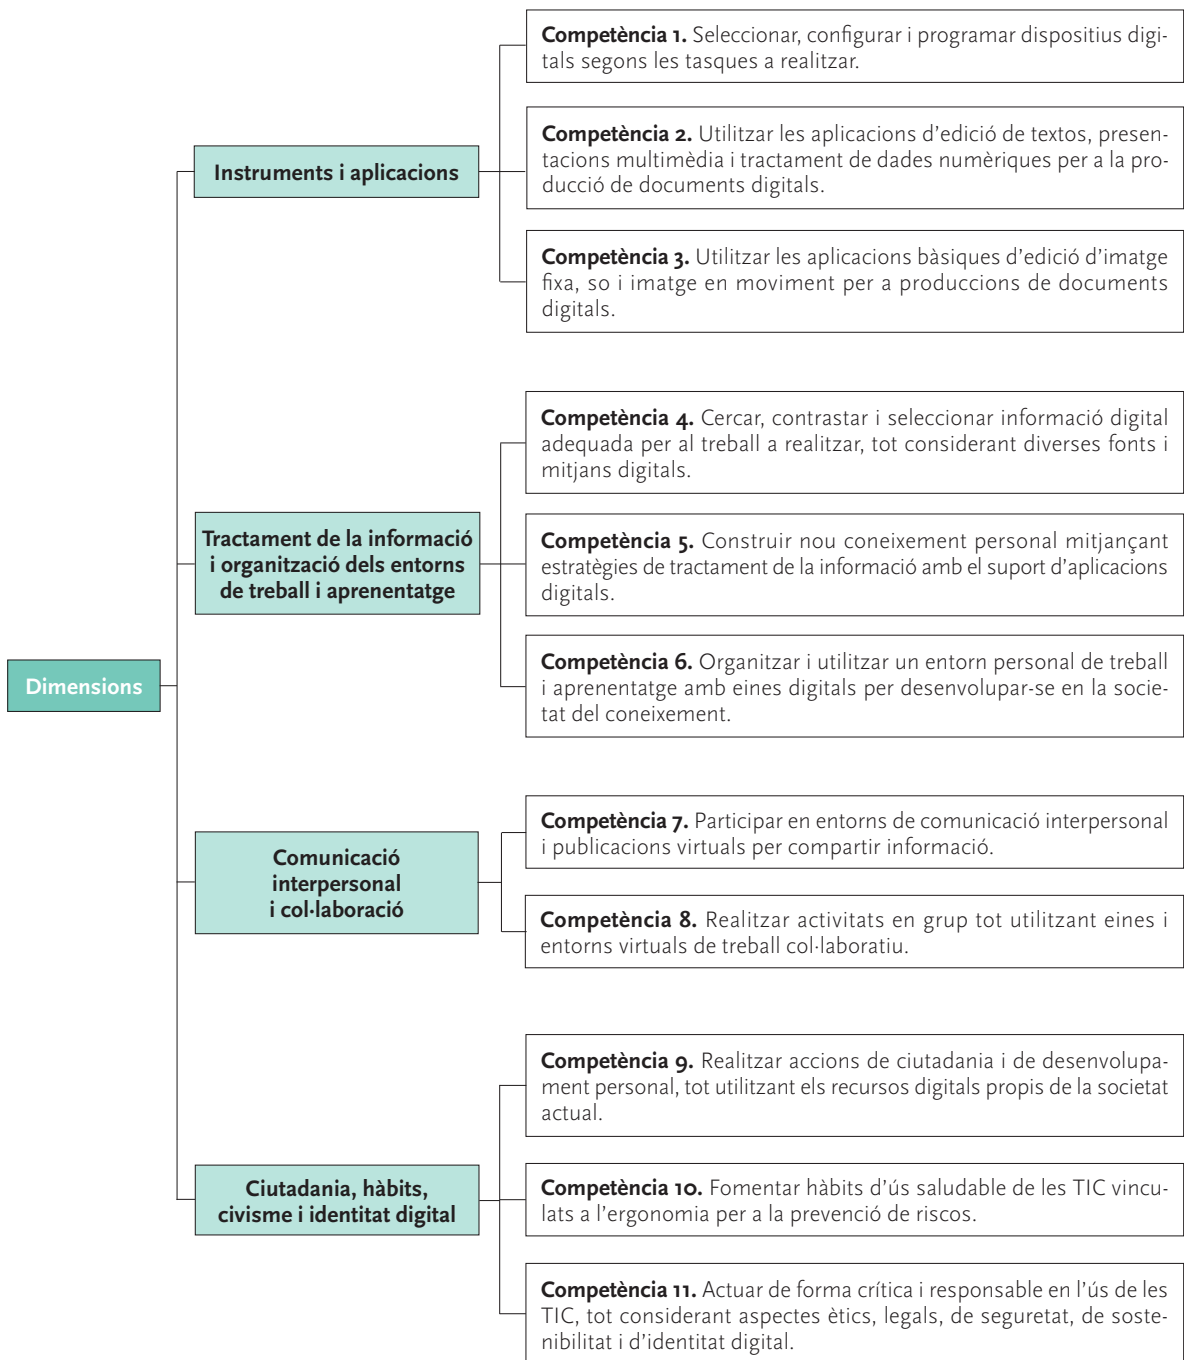 Dimensions
Instruments i aplicacions
Competència 1. Seleccionar, configurar i programar dispositius digi-
tals segons les tasques a realitzar.
Competència 2. Utilitzar les aplicacions d'edició de textos, presen-
tacions multimèdia i tractament de dades numèriques per a la pro-
ducció de documents digitals.
Competència 3. Utilitzar les aplicacions bàsiques d'edició d'imatge
fixa, so i imatge en moviment per a produccions de documents
digitals.
Tractament de la informació
i organització dels entorns
de treball i aprenentatge
Competència 4. Cercar, contrastar i seleccionar informació digital
adequada per al treball a realitzar, tot considerant diverses fonts i
mitjans digitals.
Competència 5. Construir nou coneixement personal mitjançant
estratègies de tractament de la informació amb el suport d'aplicacions
digitals.
Competència 6. Organitzar i utilitzar un entorn personal de treball
i aprenentatge amb eines digitals per desenvolupar-se en la socie-
tat del coneixement.
Comunicació
interpersonal
i col·laboració
Competència 7. Participar en entorns de comunicació interpersonal
i publicacions virtuals per compartir informació.
Competència 8. Realitzar activitats en grup tot utilitzant eines i
entorns virtuals de treball col·laboratiu.
Ciutadania, hàbits,
civisme i identitat digital
Competència 9. Realitzar accions de ciutadania i de desenvolupa-
ment personal, tot utilitzant els recursos digitals propis de la societat
actual.
Competència 10. Fomentar hàbits d'ús saludable de les TIC vincu-
lats a l'ergonomia per a la prevenció de riscos.
Competència 11. Actuar de forma crítica i responsable en l'ús de les
TIC, tot considerant aspectes ètics, legals, de seguretat, de soste-
nibilitat i d'identitat digital.